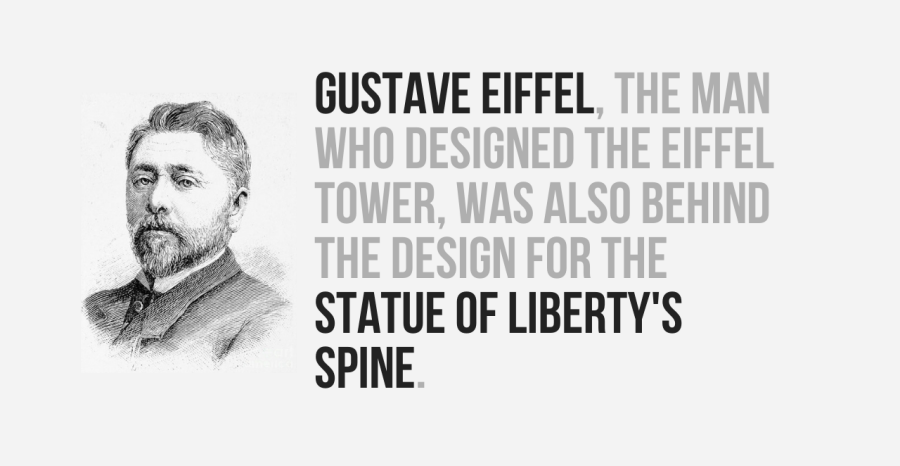 GUSTAVE EIFFEL, THE MAN
WHO DESIGNED THE EIFFEL
TOWER, WAS ALSO BEHIND
THE DESIGN FOR THE
STATUE OF LIBERTY'S
SPINE.